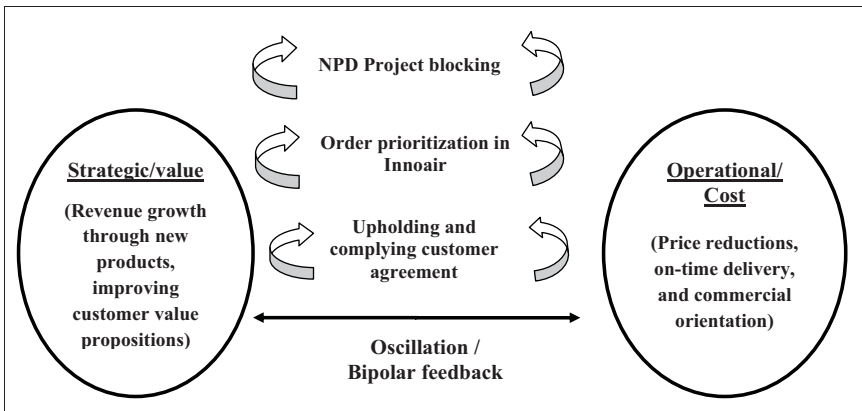 NPD Project blocking
Order prioritization in
Innoair
Upholding and
complying customer
agreement
Strategic/value
(Revenue growth
through new
products,
improving
customer value
propositions)
Operational/
Cost
(Price reductions,
on-time delivery,
and commercial
orientation)
Oscillation /
Bipolar feedback